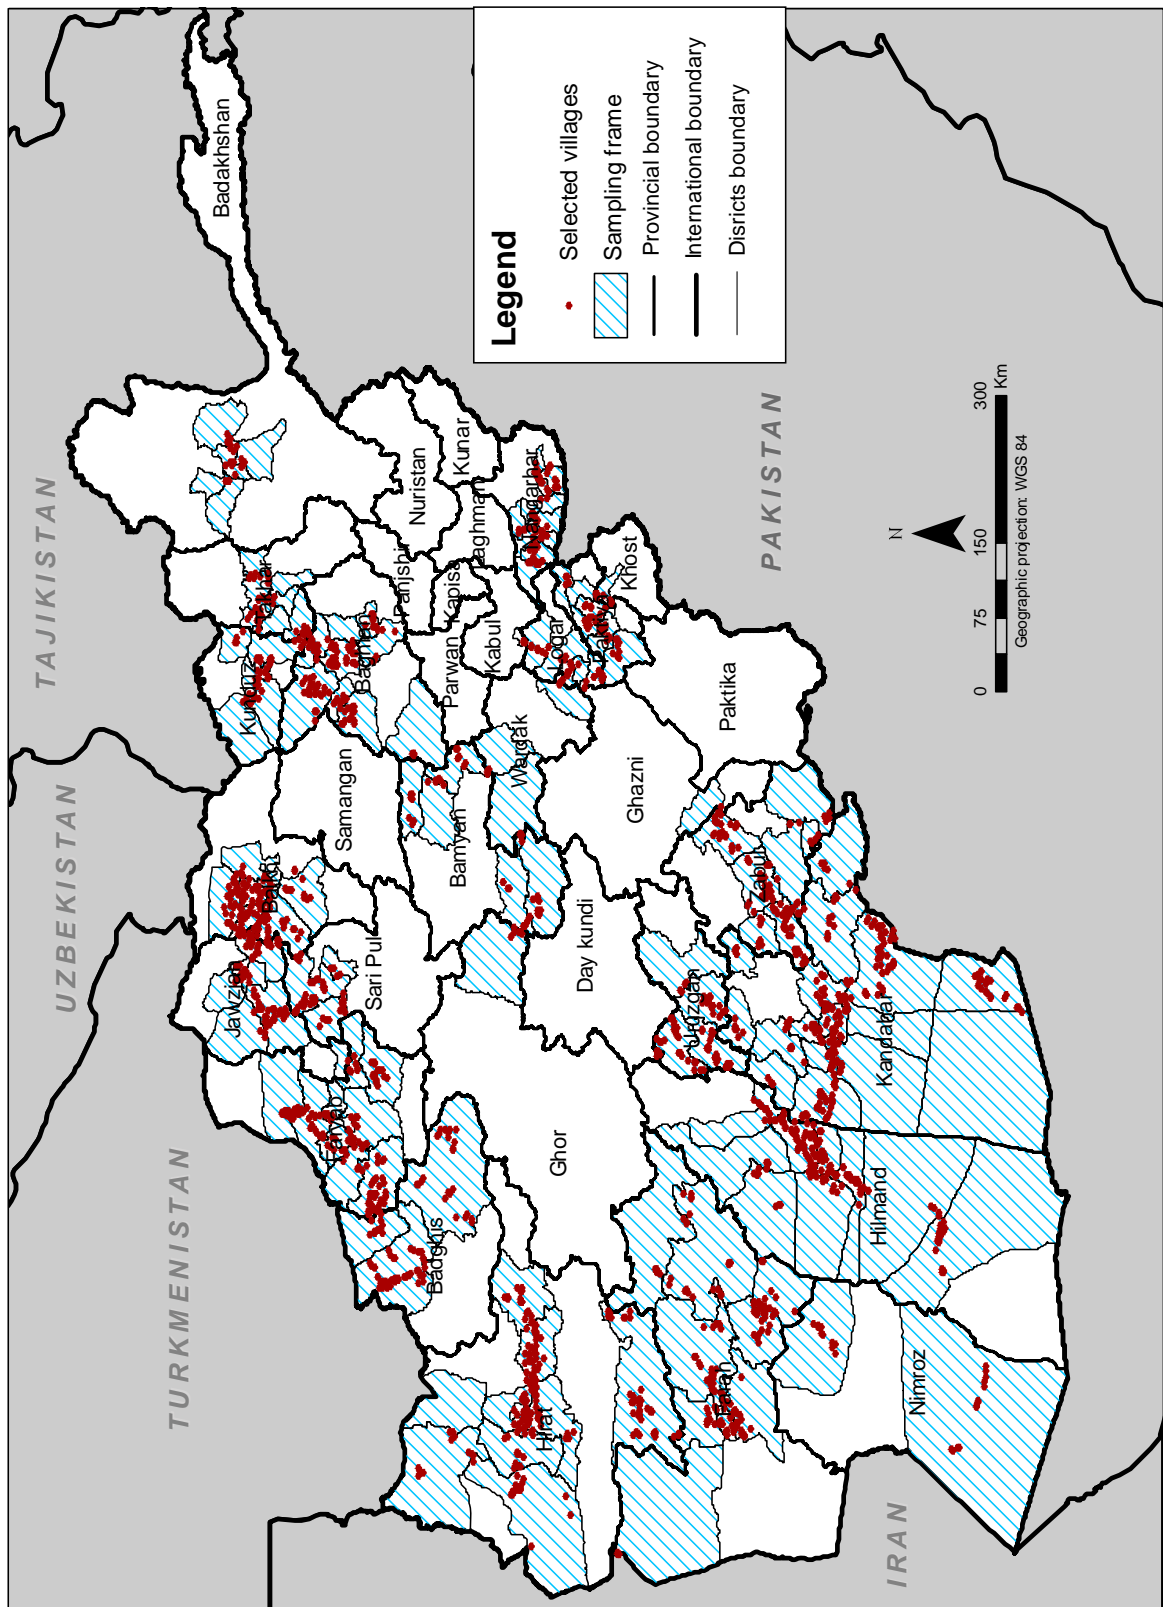 TURKMENISTAN
UZBEKISTAN
TAJIKISTAN
Badakhshan
Jawzjan
Balkh
Kunduz
Takhar
Faryab
Sari Pul
Samangan
Baghlan
Badghis
Bamyan
Parwan
Panjshir
Kapisa
Nuristan
Kunar
Laghman
Hirat
Ghor
Day kundi
Wardak
Kabul
Logar
Nangarhar
Paktya
Khost
Ghazni
Paktika
Farah
Uruzgan
Zabul
Nimroz
Hilmand
Kandahar
IRAN
PAKISTAN
Legend
Selected villages
Sampling frame
Provincial boundary
International boundary
Disricts boundary
N
0 75 150 300
Km
Geographic projection: WGS 84